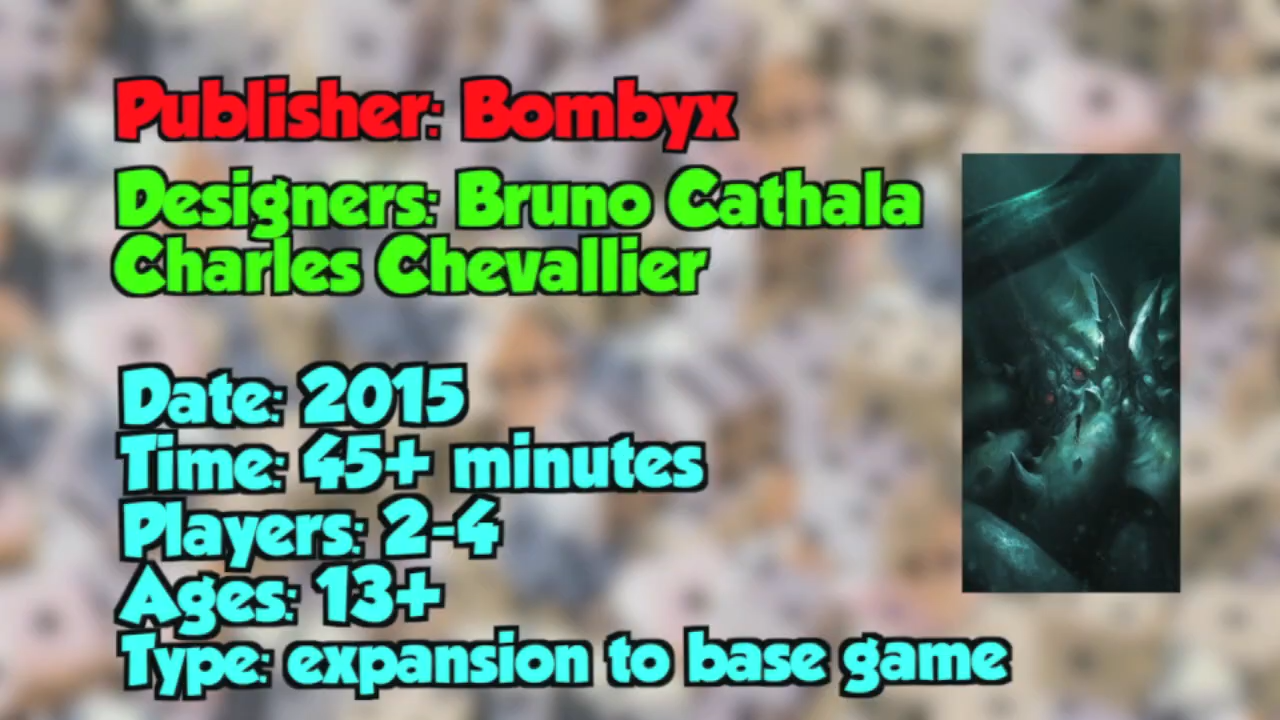 Publisher: Bombyx
Designers: Bruno Cathala
Charles Chevallier
Date: 2015
Time: 45+ minutes
Players: 2-4
Ages: 13+
Type: expansion to base game